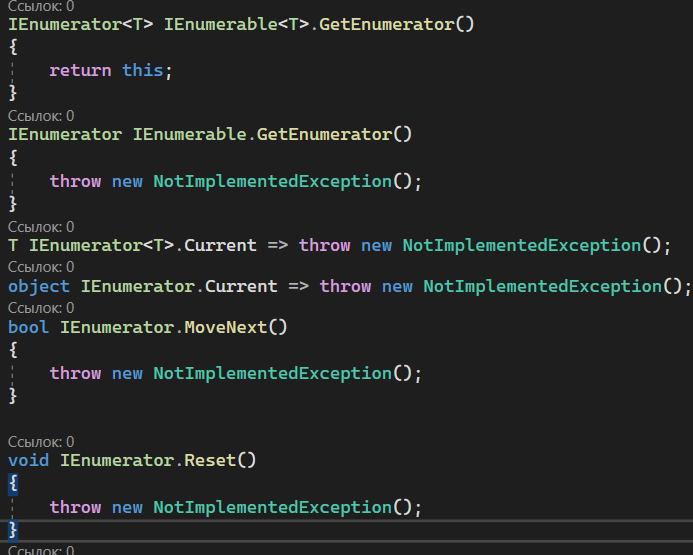 Ссылок: 0
IEnumerator<T> IEnumerable<T>.GetEnumerator()
{
    return this;
}
Ссылок: 0
IEnumerator IEnumerable.GetEnumerator()
{
    throw new NotImplementedException();
}
Ссылок: 0
T IEnumerator<T>.Current => throw new NotImplementedException();
Ссылок: 0
object IEnumerator.Current => throw new NotImplementedException();
Ссылок: 0
bool IEnumerator.MoveNext()
{
    throw new NotImplementedException();
}
Ссылок: 0
void IEnumerator.Reset()
{
    throw new NotImplementedException();
}
Ссылок: 0